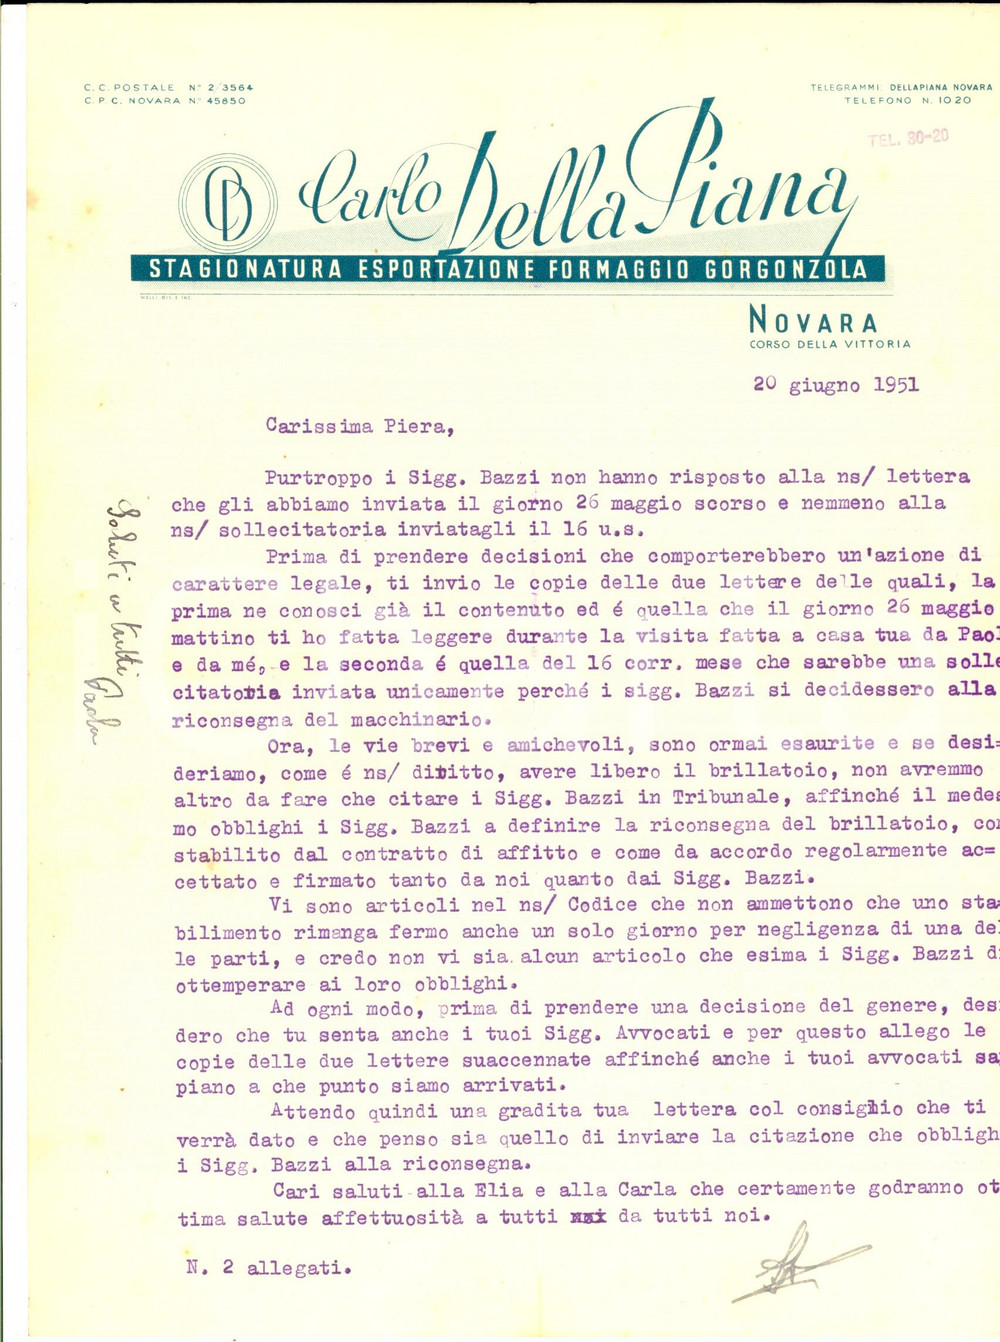 C.C. POSTALE N° 2/3564
C.P.C. NOVARA N° 45850
TELEGRAMMI DELLAPIANA NOVARA
TELEFONO N. 1020
TEL. 30-20
Carlo Della Piana
STAGIONATURA ESPORTAZIONE FORMAGGIO GORGONZOLA
NOVARA
CORSO DELLA VITTORIA
20 giugno 1951
Carissima Piera,
Purtroppo i Sigg. Bazzi non hanno risposto alla ns/ lettera
che gli abbiamo inviata il giorno 26 maggio scorso e nemmeno alla
ns/ sollecitatoria inviatagli il 16 u.s.
Prima di prendere decisioni che comporterebbero un'azione di
carattere legale, ti invio le copie delle due lettere delle quali, la
prima ne conosci già il contenuto ed é quella che il giorno 26 maggio
mattino ti ho fatta leggere durante la visita fatta a casa tua da Paol
e da mé, e la seconda é quella del 16 corr. mese che sarebbe una solle
citatoria inviata unicamente perché i sigg. Bazzi si decidessero alla
riconsegna del macchinario.
Ora, le vie brevi e amichevoli, sono ormai esaurite e se desi=
deriamo, come é ns/ diritto, avere libero il brillatoio, non avremmo
altro da fare che citare i Sigg. Bazzi in Tribunale, affinché il medes
mo obblighi i Sigg. Bazzi a definire la riconsegna del brillatoio, com
stabilito dal contratto di affitto e come da accordo regolarmente ac=
cettato e firmato tanto da noi quanto dai Sigg. Bazzi.
Vi sono articoli nel ns/ Codice che non ammettono che uno sta=
bilimento rimanga fermo anche un solo giorno per negligenza di una del
le parti, e credo non vi sia alcun articolo che esima i Sigg. Bazzi d
ottemperare ai loro obblighi.
Ad ogni modo, prima di prendere una decisione del genere, desi
dero che tu senta anche i tuoi Sigg. Avvocati e per questo allego le
copie delle due lettere suaccennate affinché anche i tuoi avvocati sap
piano a che punto siamo arrivati.
Attendo quindi una gradita tua lettera col consiglio che ti
verrà dato e che penso sia quello di inviare la citazione che obbligh
i Sigg. Bazzi alla riconsegna.
Cari saluti alla Elia e alla Carla che certamente godranno ot
tima salute affettuosità a tutti da tutti noi.
N. 2 allegati.
Saluti a tutti
Paola